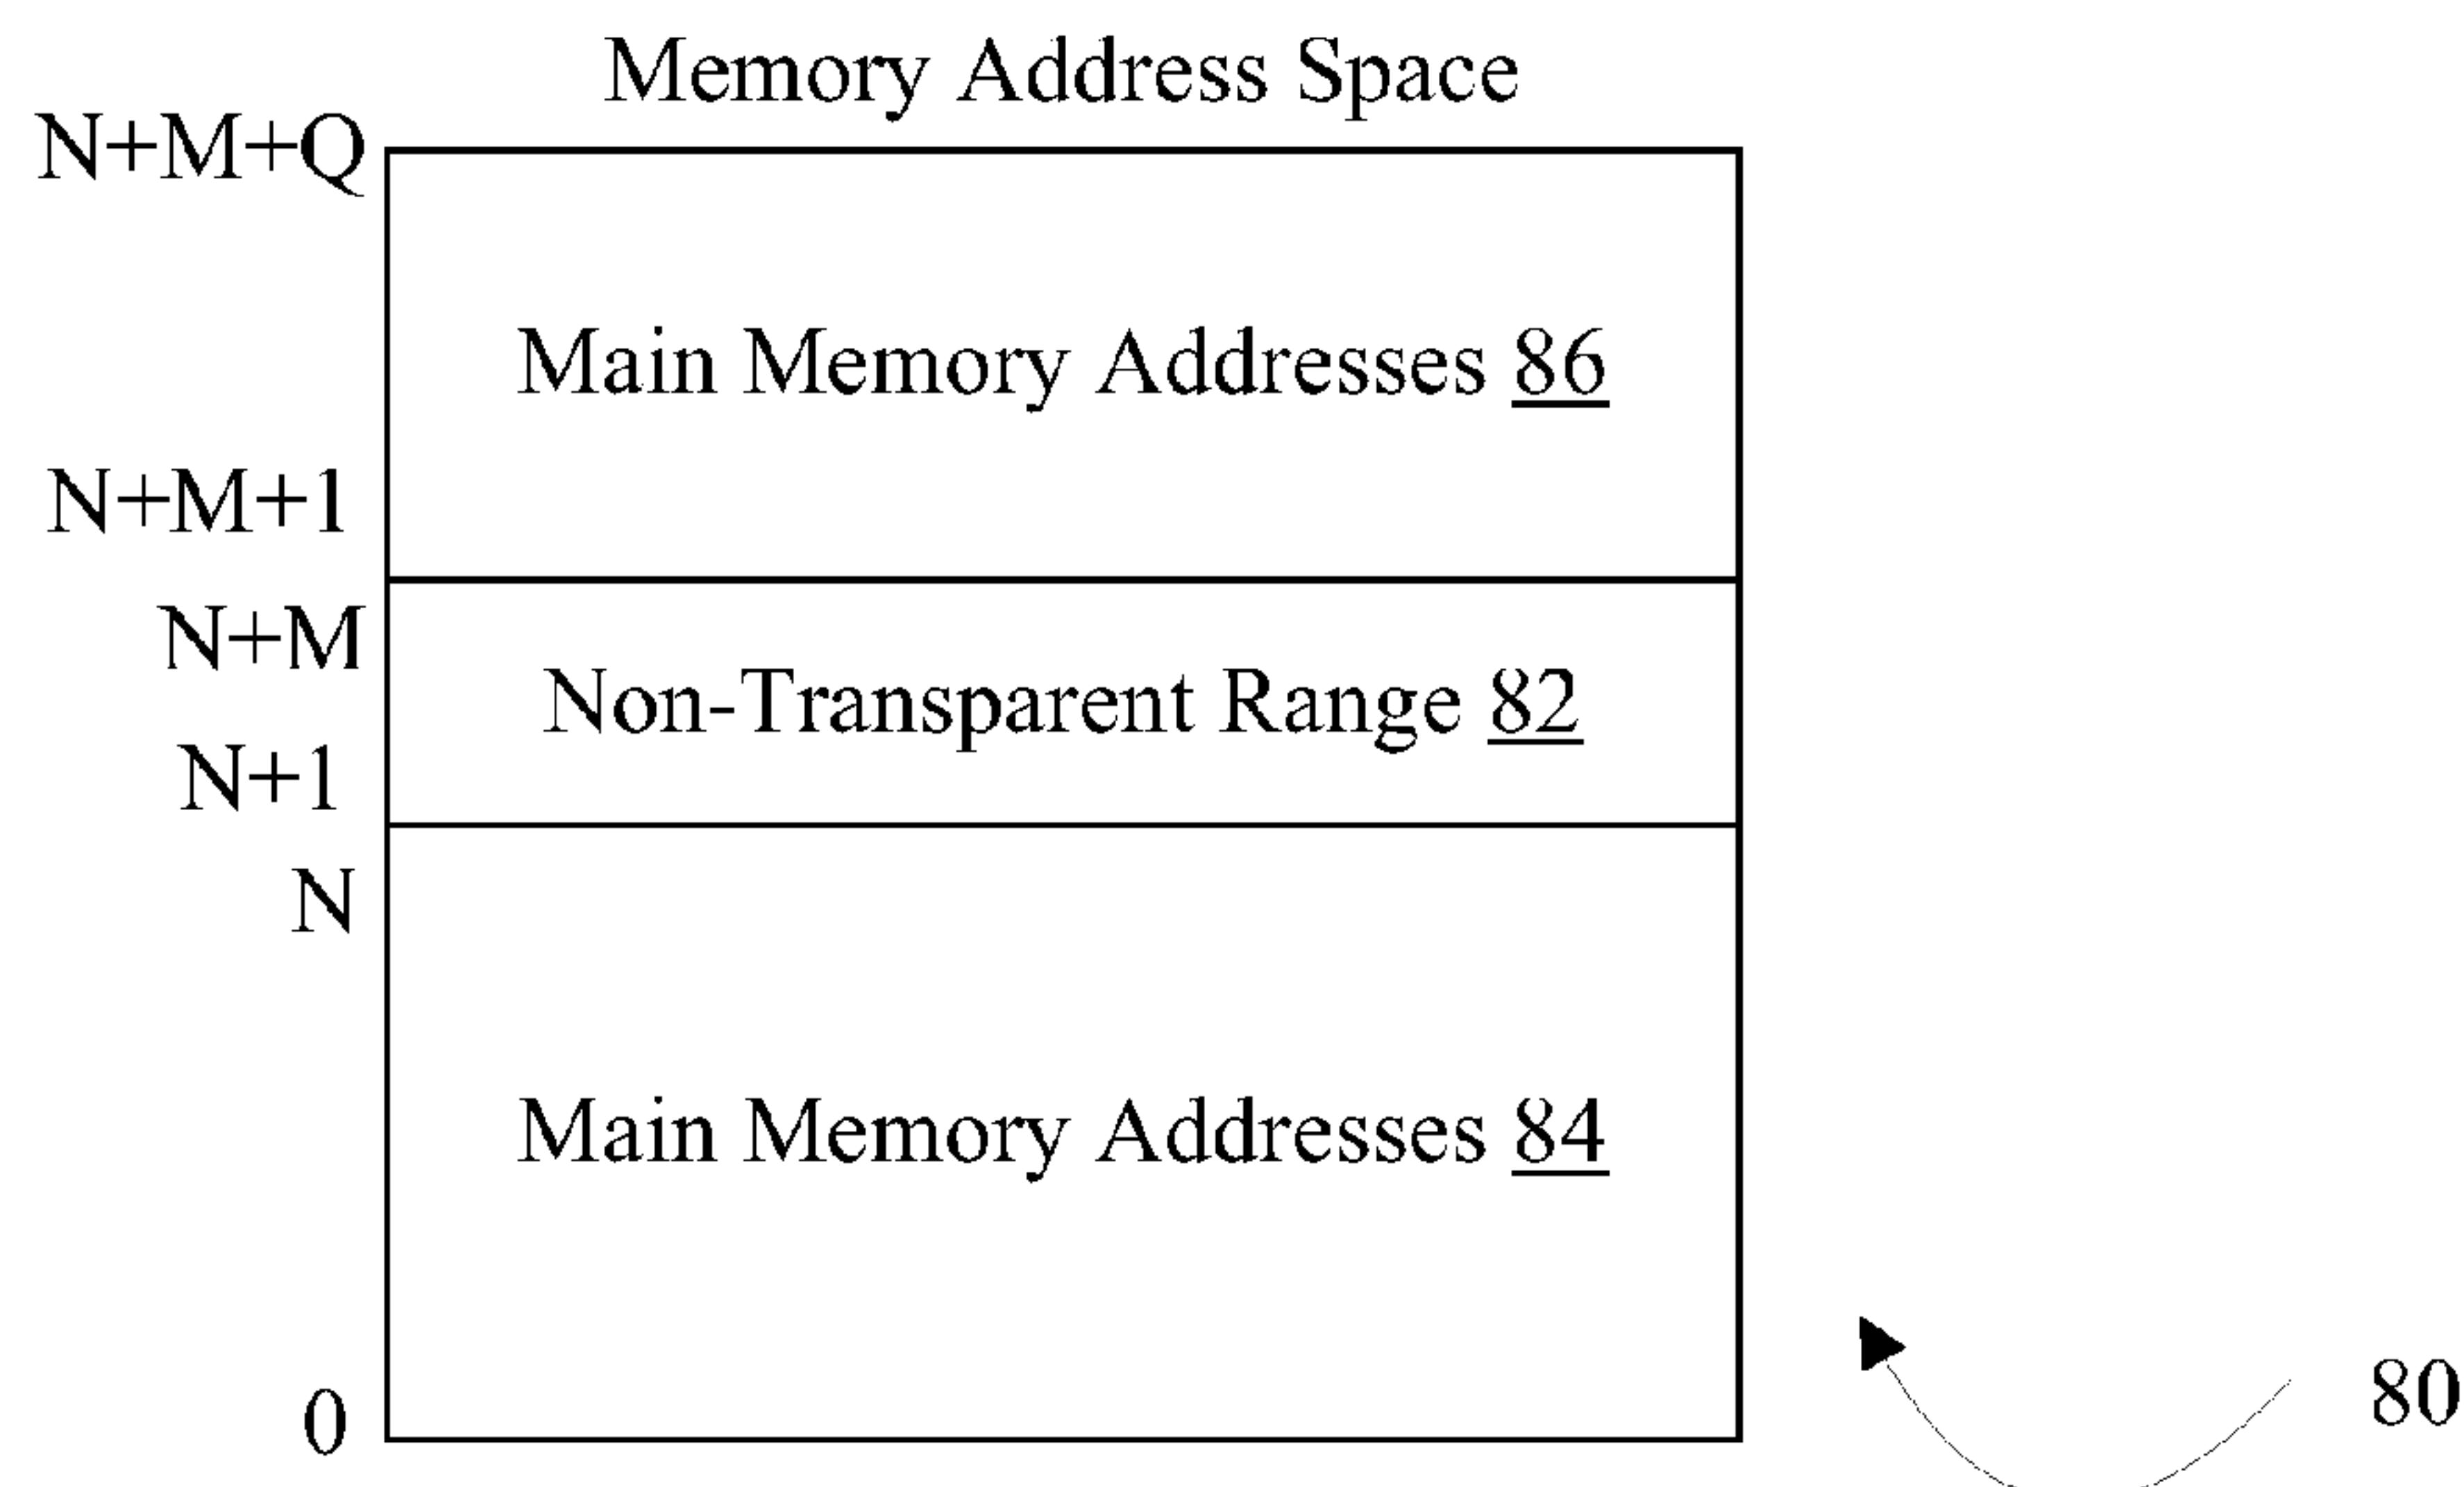 Memory Address Space
N+M+Q
Main Memory Addresses 86
N+M+1
N+M
Non-Transparent Range 82
N+1
N
Main Memory Addresses 84
0
80